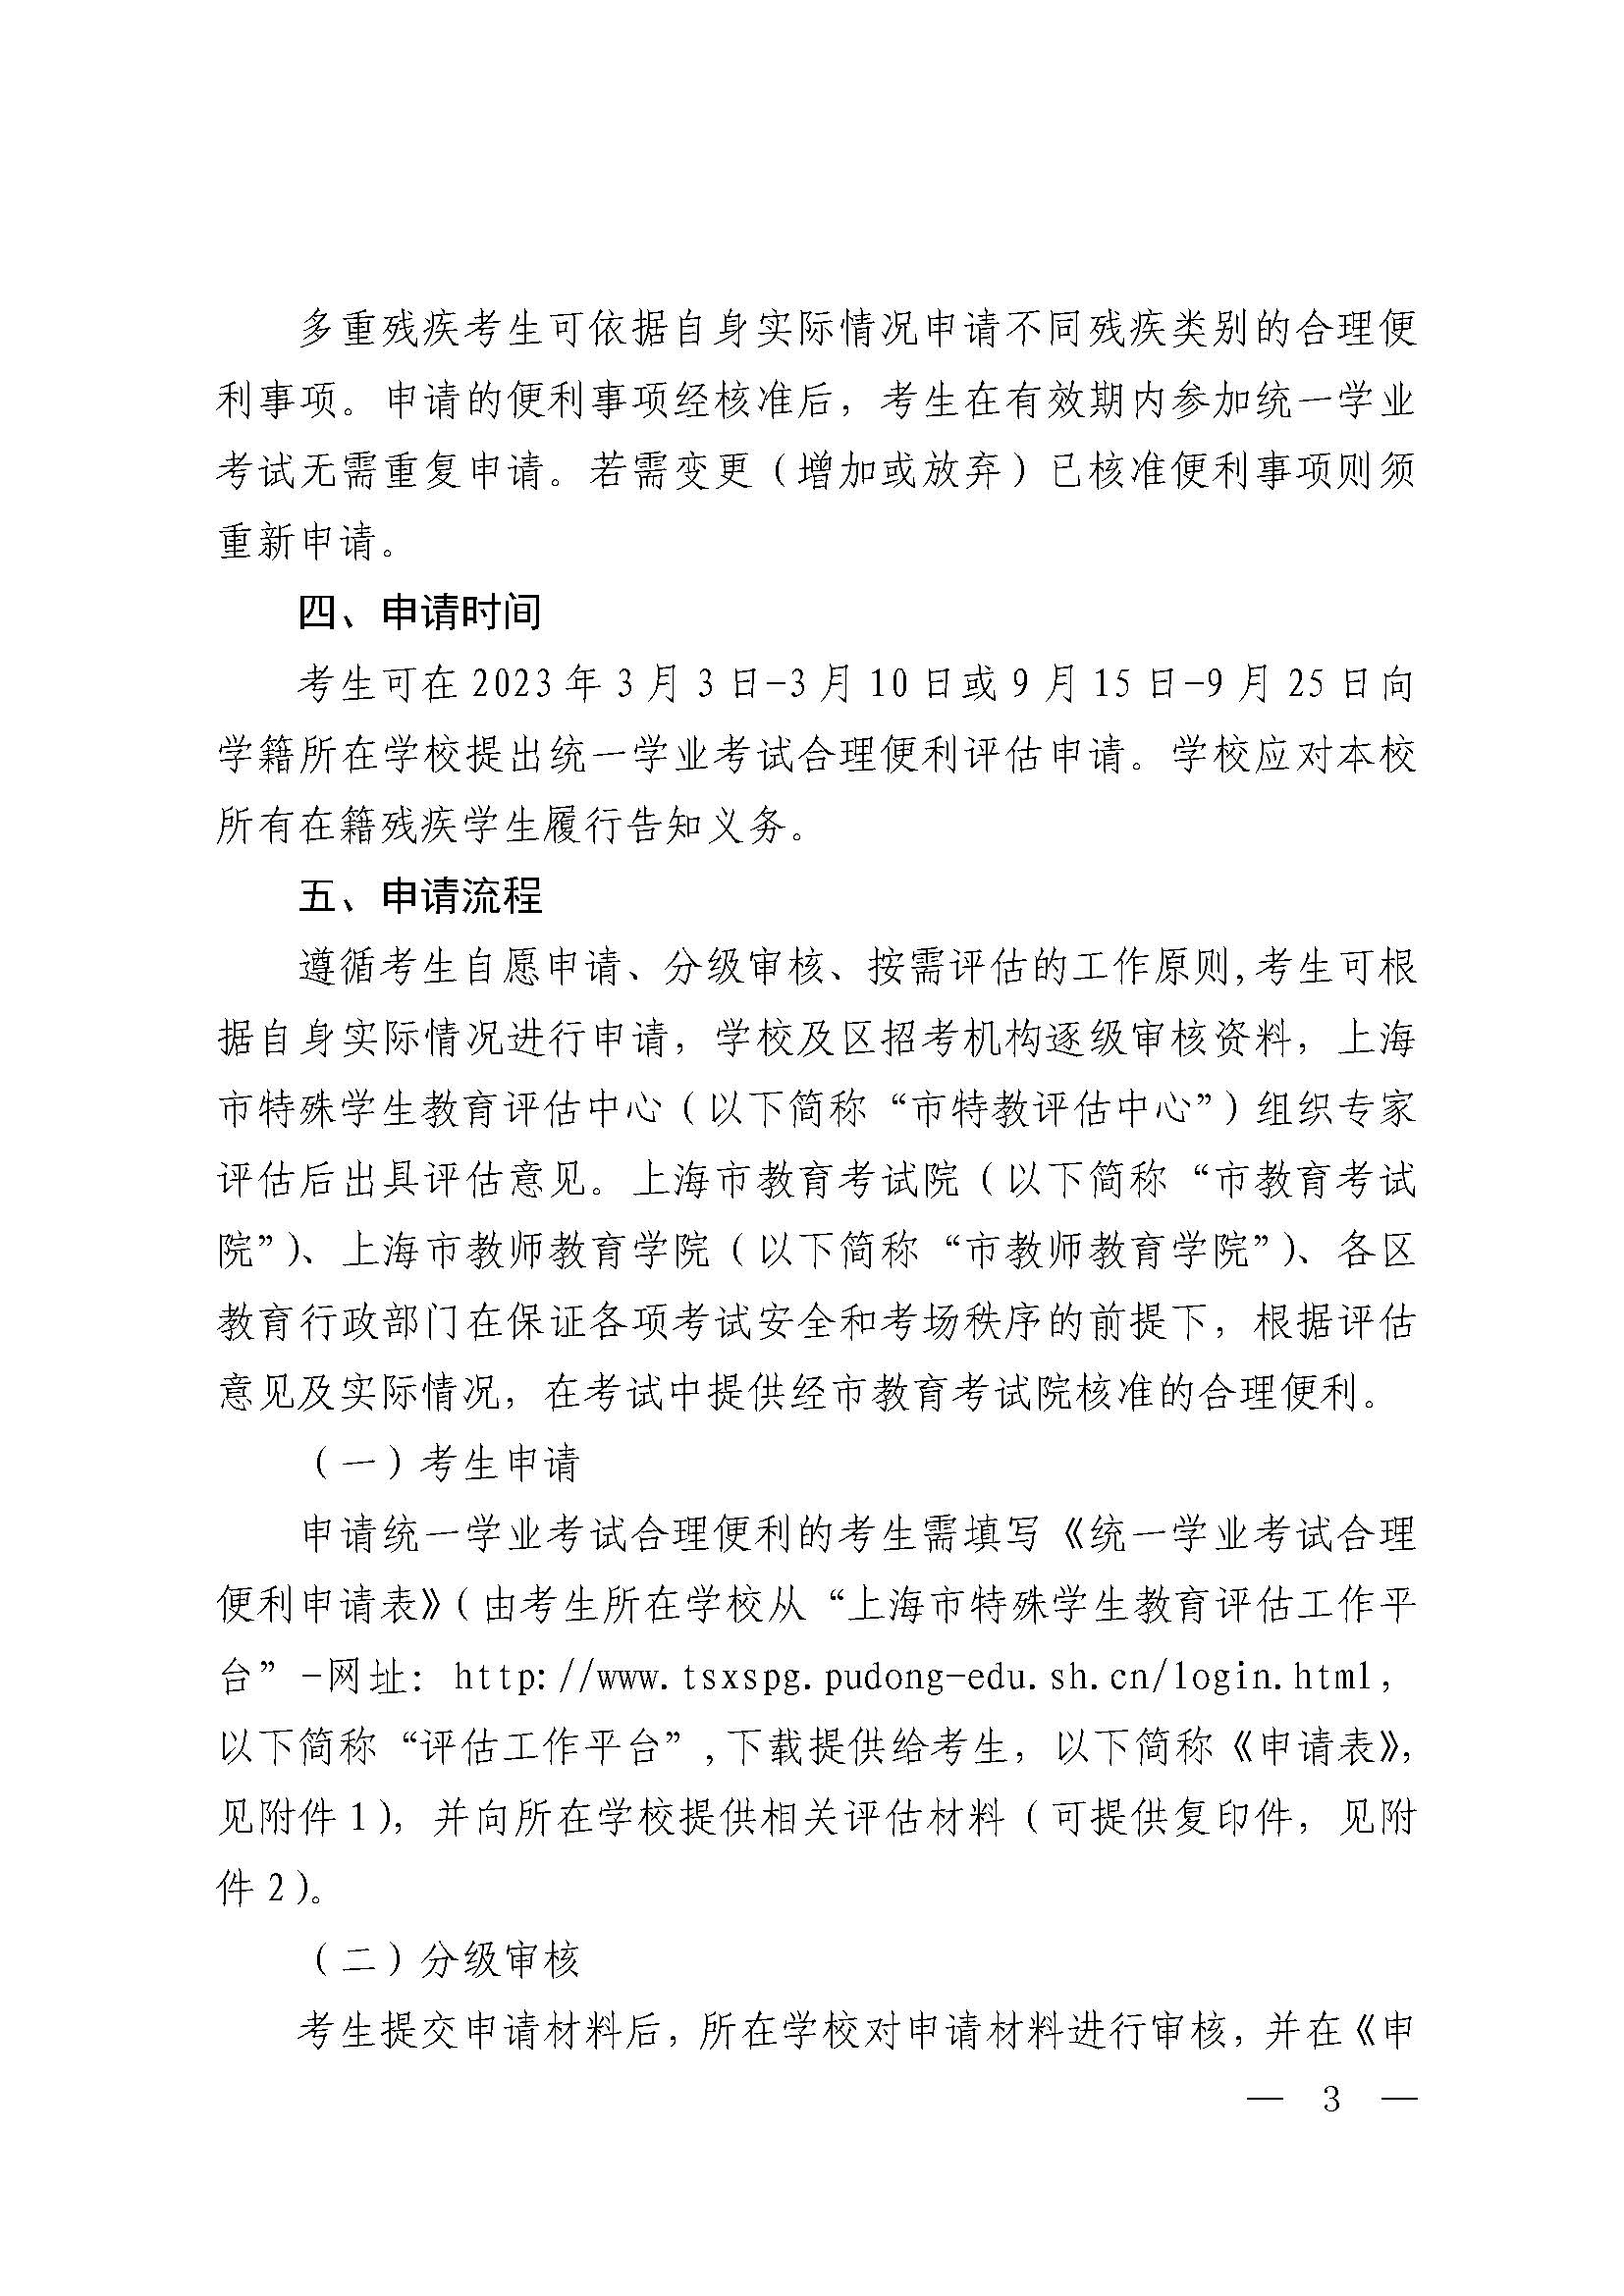 多重残疾考生可依据自身实际情况申请不同残疾类别的合理便
利事项。申请的便利事项经核准后，考生在有效期内参加统一学业
考试无需重复申请。若需变更（增加或放弃）已核准便利事项则须
重新申请。
四、申请时间
考生可在 2023 年 3 月 3 日-3 月 10 日或 9 月 15 日-9 月 25 日向
学籍所在学校提出统一学业考试合理便利评估申请。学校应对本校
所有在籍残疾学生履行告知义务。
五、申请流程
遵循考生自愿申请、分级审核、按需评估的工作原则,考生可根
据自身实际情况进行申请，学校及区招考机构逐级审核资料，上海
市特殊学生教育评估中心（以下简称“市特教评估中心”）组织专家
评估后出具评估意见。上海市教育考试院（以下简称“市教育考试
院”）、上海市教师教育学院（以下简称“市教师教育学院”）、各区
教育行政部门在保证各项考试安全和考场秩序的前提下，根据评估
意见及实际情况，在考试中提供经市教育考试院核准的合理便利。
（一）考生申请
申请统一学业考试合理便利的考生需填写《统一学业考试合理
便利申请表》（由考生所在学校从“上海市特殊学生教育评估工作平
台”-网址：http://www.tsxspg.pudong-edu.sh.cn/login.html，
以下简称“评估工作平台”,下载提供给考生，以下简称《申请表》，
见附件 1），并向所在学校提供相关评估材料（可提供复印件，见附
件 2）。
（二）分级审核
考生提交申请材料后，所在学校对申请材料进行审核，并在《申
— 3 —